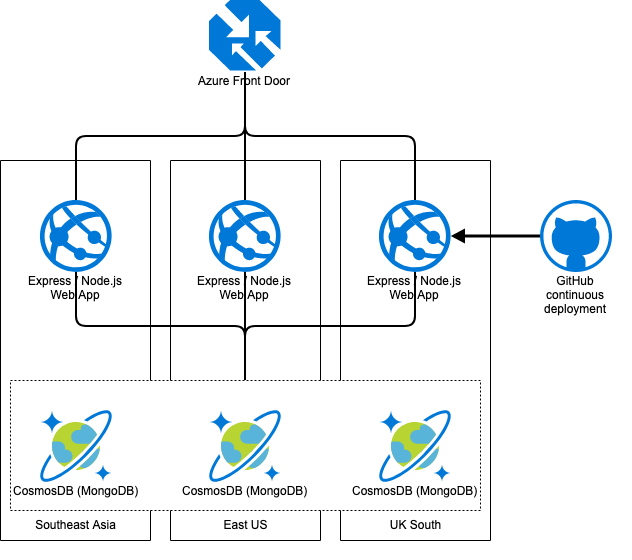 Azure Front Door
Express / Node.js
Web App
Express / Node.js
Web App
Express / Node.js
Web App
GitHub
continuous
deployment
CosmosDB (MongoDB)
CosmosDB (MongoDB)
CosmosDB (MongoDB)
Southeast Asia
East US
UK South